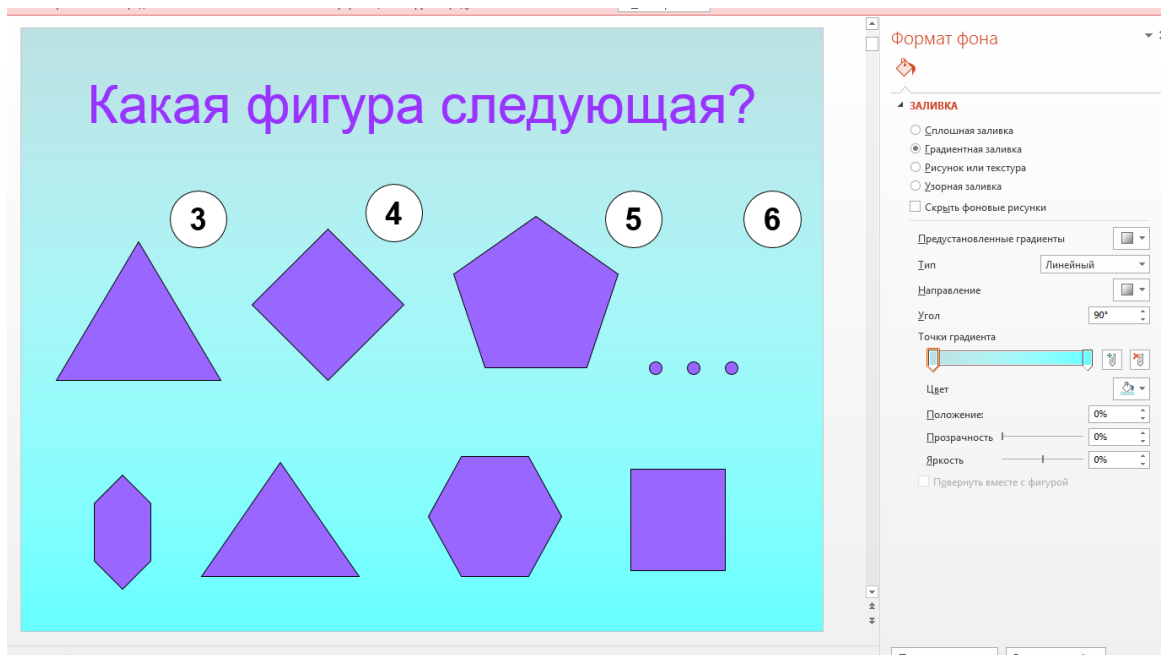 Какая фигура следующая?
3
4
5
6
Формат фона
ЗАЛИВКА
Сплошная заливка
Градиентная заливка
Рисунок или текстура
Узорная заливка
Скрыть фоновые рисунки
Предустановленные градиенты
Тип Линейный
Направление
Угол 90°
Точки градиента
Цвет
Положение: 0%
Прозрачность 0%
Яркость 0%
Повернуть вместе с фигурой